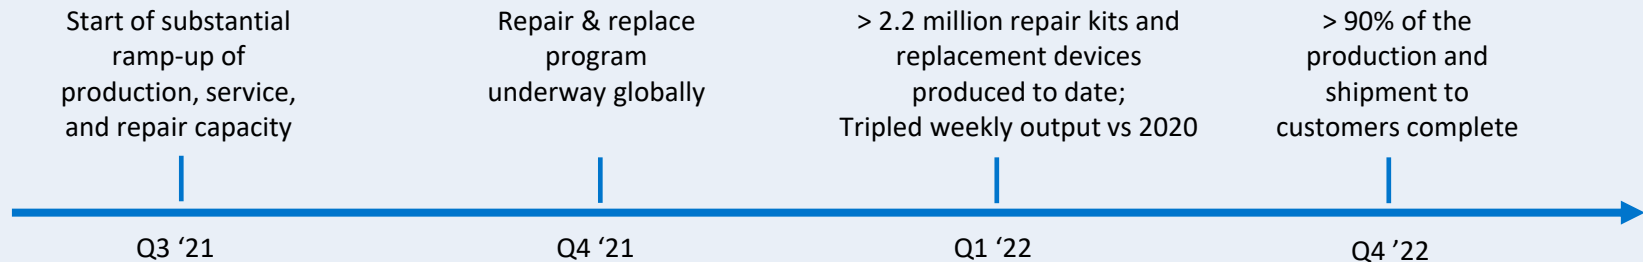 Start of substantial
ramp-up of
production, service,
and repair capacity
Repair & replace
program
underway globally
> 2.2 million repair kits and
replacement devices
produced to date;
Tripled weekly output vs 2020
> 90% of the
production and
shipment to
customers complete
Q3 ‘21
Q4 ‘21
Q1 ‘22
Q4 ’22